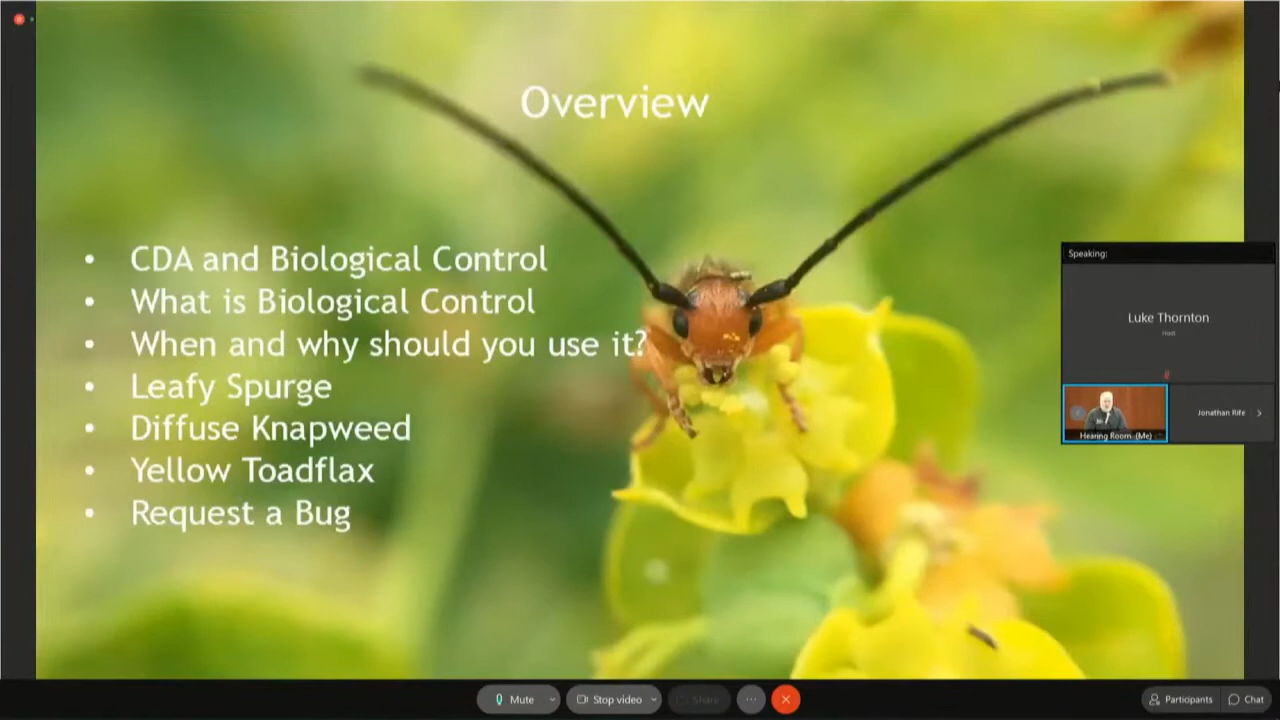 Overview
• CDA and Biological Control
• What is Biological Control
• When and why should you use it?
• Leafy Spurge
• Diffuse Knapweed
• Yellow Toadflax
• Request a Bug
Speaking:
Luke Thornton
Host
Hearing Room (Me)
Jonathan Rife
Mute
Stop video
Share
Participants
Chat